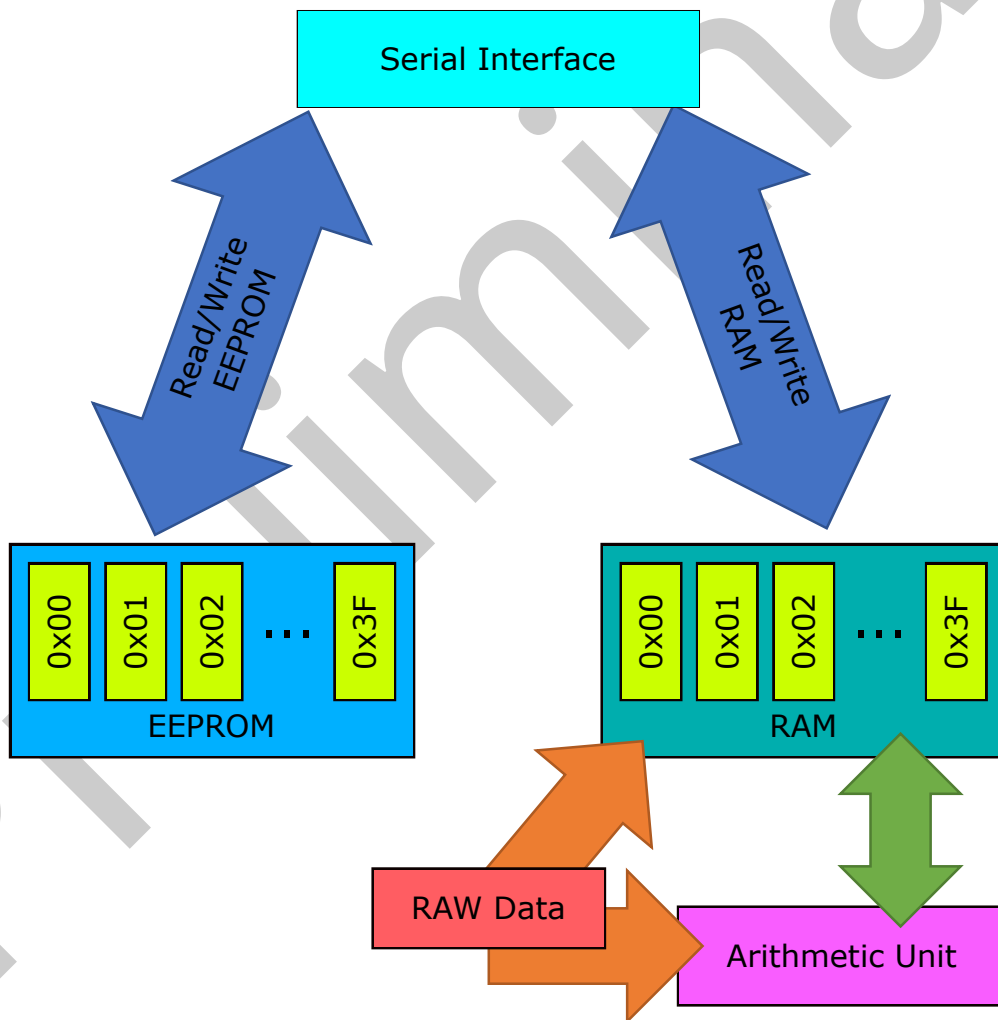 Serial Interface
Read/Write
EEPROM
Read/Write
RAM
0x00
0x01
0x02
...
0x3F
EEPROM
0x00
0x01
0x02
...
0x3F
RAM
RAW Data
Arithmetic Unit